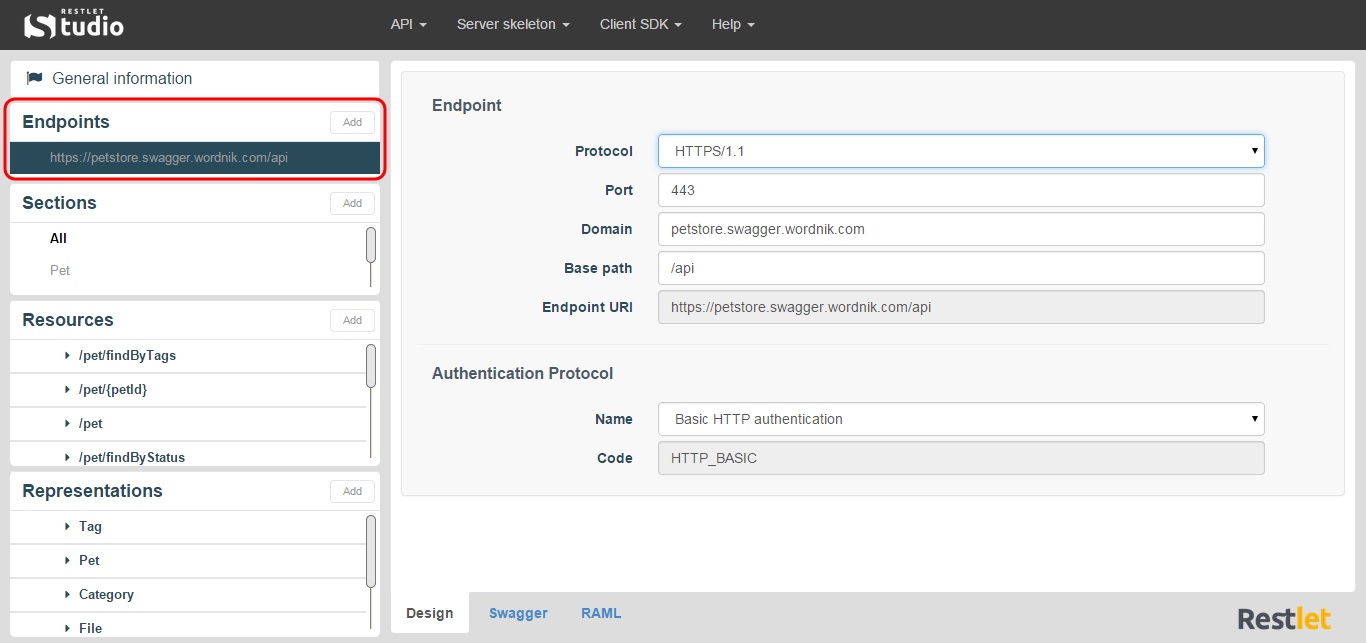 RESTLET
Studio
API
Server skeleton
Client SDK
Help
General information
Endpoints
Add
https://petstore.swagger.wordnik.com/api
Sections
Add
All
Pet
Resources
Add
/pet/findByTags
/pet/{petId}
/pet
/pet/findByStatus
Representations
Add
Tag
Pet
Category
File
Endpoint
Protocol HTTPS/1.1
Port 443
Domain petstore.swagger.wordnik.com
Base path /api
Endpoint URI https://petstore.swagger.wordnik.com/api
Authentication Protocol
Name Basic HTTP authentication
Code HTTP_BASIC
Design
Swagger
RAML
Restlet